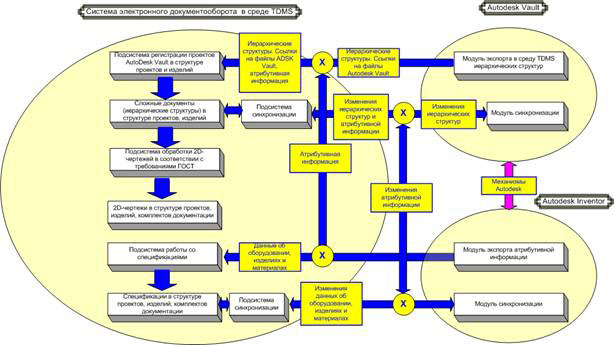 Система электронного документооборота в среде TDMS
Autodesk Vault
Подсистема регистрации проектов
AutoDesk Vault в структуре
проектов и изделий
Иерархические
структуры. Ссылки
на файлы ADSK
Vault,
атрибутивная
информация
X
Иерархические
структуры. Ссылки
на файлы
Autodesk Vault
Модуль экспорта в среду TDMS
иерархических структур
Сложные документы
(иерархические структуры) в
структуре проектов, изделий
Подсистема
синхронизации
Изменения
иерархических
структур и
атрибутивной
информации
X
Изменения
иерархических
структур
Модуль синхронизации
Подсистема обработки 2D-
чертежей в соответствии с
требованиями ГОСТ
Атрибутивная
информация
Изменения
атрибутивной
информации
Механизмы
Autodesk
2D-чертежи в структуре проектов,
изделий, комплектов документации
Autodesk Inventor
Подсистема работы со
спецификациями
Данные об
оборудовании,
изделиях и
материалах
X
Модуль экспорта атрибутивной
информации
Спецификации в структуре
проектов, изделий, комплектов
документации
Подсистема
синхронизации
Изменения
данных об
оборудовании,
изделиях и
материалах
X
Модуль синхронизации